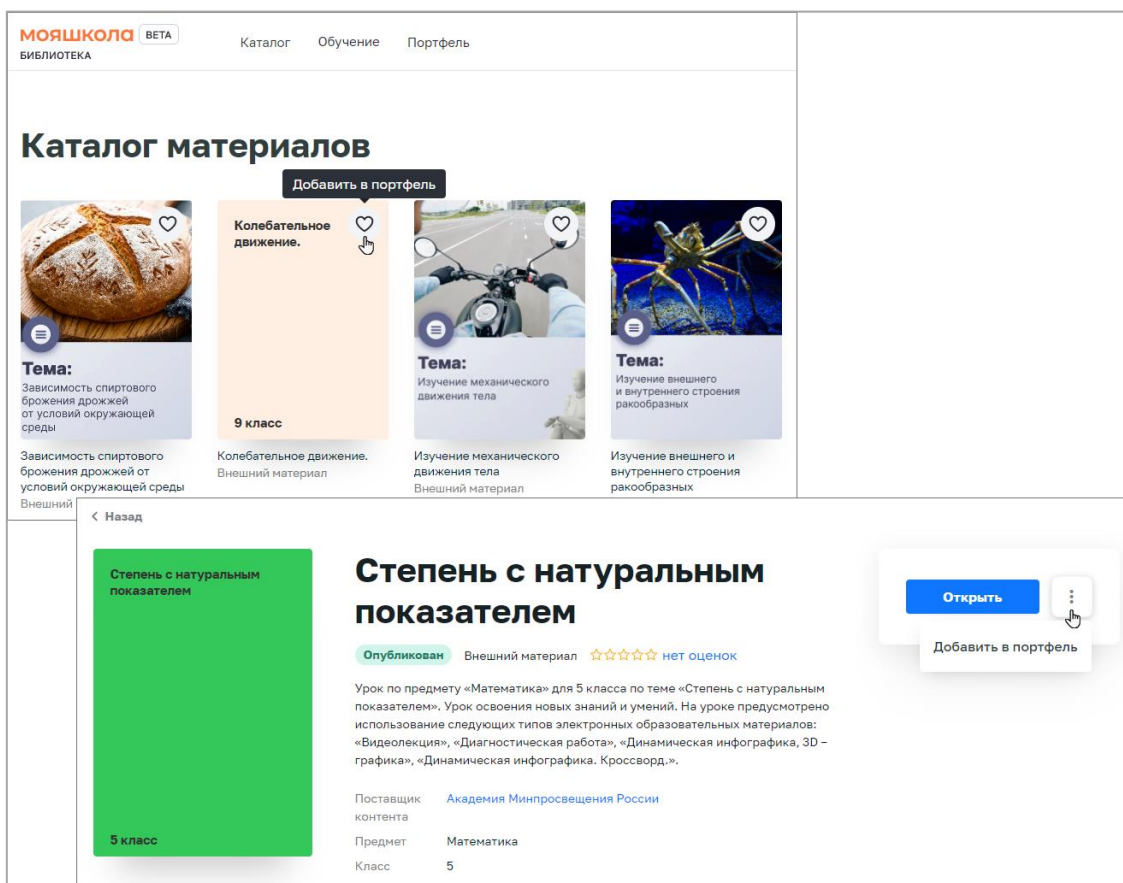 МОЯШКОЛА BETA
БИБЛИОТЕКА
Каталог Обучение Портфель
Каталог материалов
Добавить в портфель
Тема:
Зависимость спиртового
брожения дрожжей
от условий окружающей
среды
Зависимость спиртового
брожения дрожжей от
условий окружающей среды
Внешний
Колебательное
движение.
9 класс
Колебательное движение.
Внешний материал
Тема:
Изучение механического
движения тела
Изучение механического
движения тела
Внешний материал
Тема:
Изучение внешнего
и внутреннего строения
ракообразных
Изучение внешнего и
внутреннего строения
ракообразных
Назад
Степень с натуральным
показателем
5 класс
Степень с натуральным
показателем
Опубликован Внешний материал нет оценок
Урок по предмету «Математика» для 5 класса по теме «Степень с натуральным
показателем». Урок освоения новых знаний и умений. На уроке предусмотрено
использование следующих типов электронных образовательных материалов:
«Видеолекция», «Диагностическая работа», «Динамическая инфографика, 3D –
графика», «Динамическая инфографика. Кроссворд.».
Поставщик контента Академия Минпросвещения России
Предмет Математика
Класс 5
Открыть
Добавить в портфель